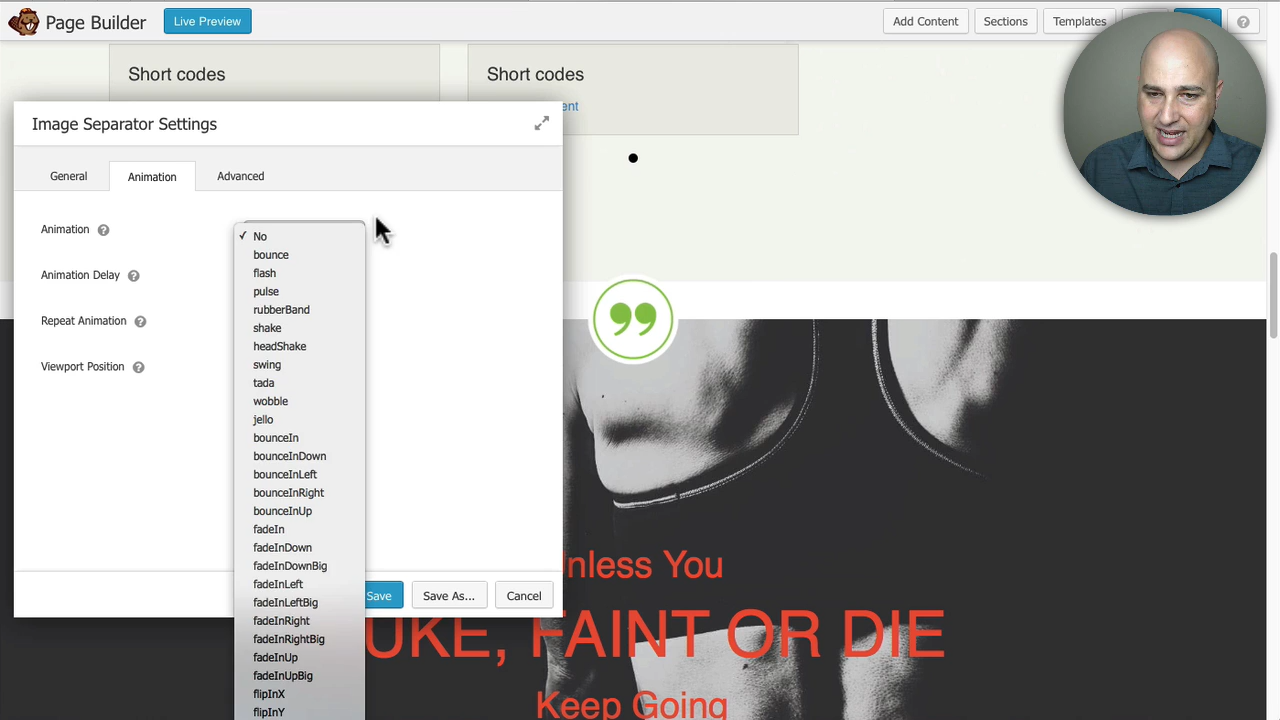 Page Builder
Live Preview
Add Content
Sections
Templates
?
Short codes
Short codes
ent
Image Separator Settings
General
Animation
Advanced
Animation ?
Animation Delay ?
Repeat Animation ?
Viewport Position ?
✓ No
bounce
flash
pulse
rubberBand
shake
headShake
swing
tada
wobble
jello
bounceIn
bounceInDown
bounceInLeft
bounceInRight
bounceInUp
fadeIn
fadeInDown
fadeInDownBig
fadeInLeft
fadeInLeftBig
fadeInRight
fadeInRightBig
fadeInUp
fadeInUpBig
flipInX
flipInY
Save
Save As...
Cancel
”
nless You
UKE, FAINT OR DIE
Keep Going